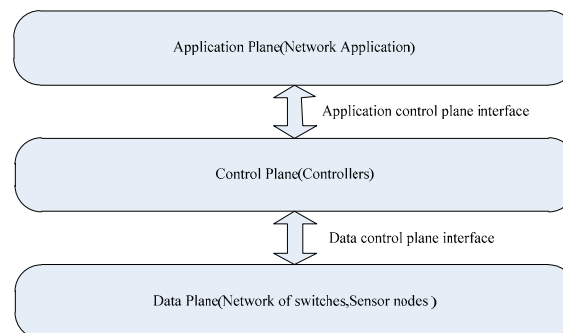 Application Plane(Network Application)
Application control plane interface
Control Plane(Controllers)
Data control plane interface
Data Plane(Network of switches,Sensor nodes )